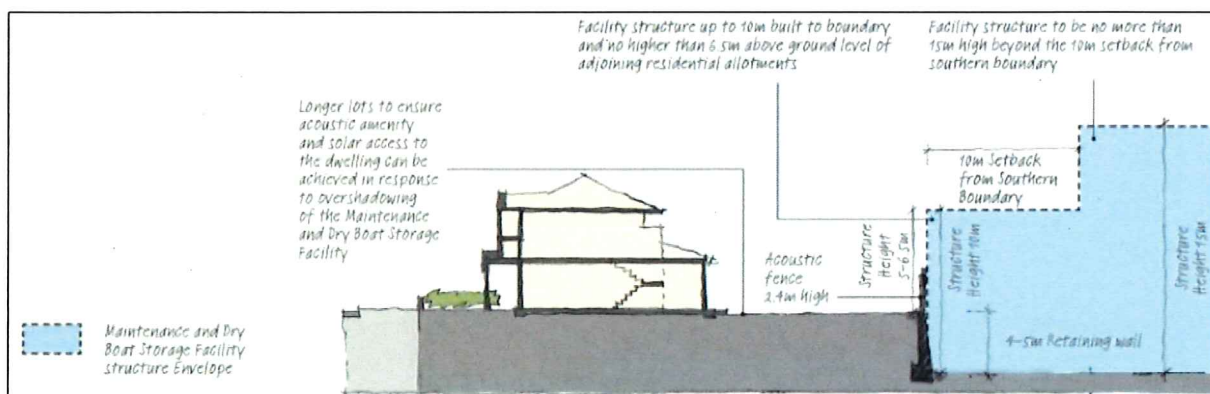 Facility structure up to 10m built to boundary
and no higher than 6.5m above ground level of
adjoining residential allotments
Facility structure to be no more than
15m high beyond the 10m setback from
southern boundary
Longer lots to ensure
acoustic amenity
and solar access to
the dwelling can be
achieved in response
to overshadowing
of the Maintenance
and Dry Boat Storage
Facility
10m Setback
from Southern
Boundary
Acoustic
fence
2.4m high
Structure
Height
5-6.5m
Structure
Height 10m
Structure
Height 15m
4-5m Retaining wall
Maintenance and Dry
Boat Storage Facility
structure Envelope